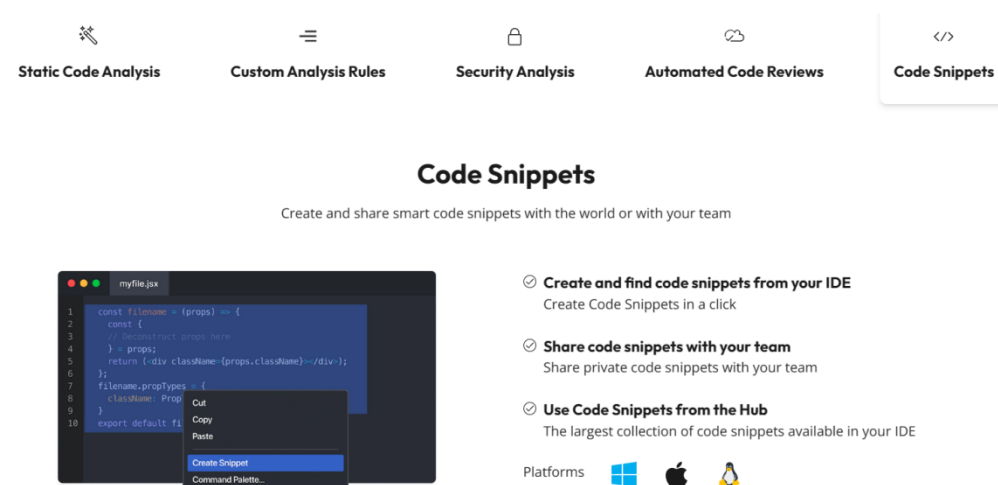 Static Code Analysis
Custom Analysis Rules
Security Analysis
Automated Code Reviews
</>
Code Snippets
Code Snippets
Create and share smart code snippets with the world or with your team
myfile.jsx
1 const filename = (props) => {
2 const {
3 // Deconstruct props here
4 } = props;
5 return (<div className={props.className}></div>);
6 };
7 filename.propTypes = {
8 className: Prop
9 }
10 export default fi
Cut
Copy
Paste
Create Snippet
Command Palette...
Create and find code snippets from your IDE
Create Code Snippets in a click
Share code snippets with your team
Share private code snippets with your team
Use Code Snippets from the Hub
The largest collection of code snippets available in your IDE
Platforms